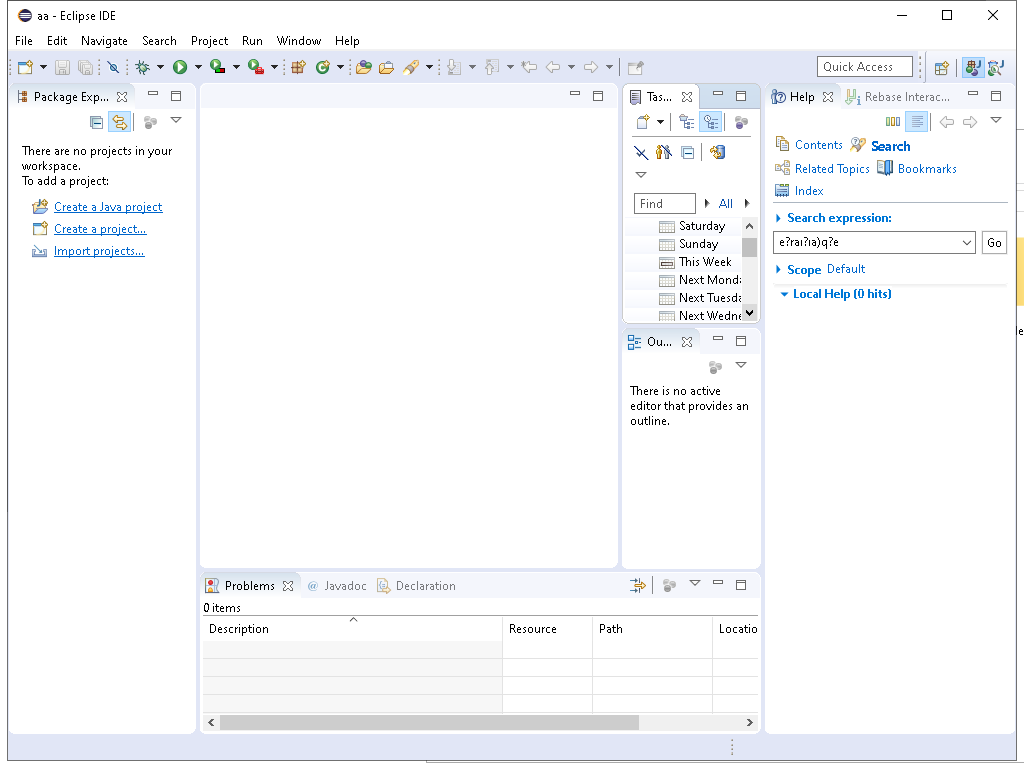 aa - Eclipse IDE
File Edit Navigate Search Project Run Window Help
Quick Access
Package Exp...
There are no projects in your
workspace.
To add a project:
Create a Java project
Create a project...
Import projects...
Tas...
Find
All
Saturday
Sunday
This Week
Next Monda
Next Tuesda
Next Wedne
Ou...
There is no active
editor that provides an
outline.
Help
Rebase Interac...
Contents
Search
Related Topics
Bookmarks
Index
Search expression:
Go
Scope Default
Local Help (0 hits)
Problems
@ Javadoc
Declaration
0 items
Description Resource Path Locatio